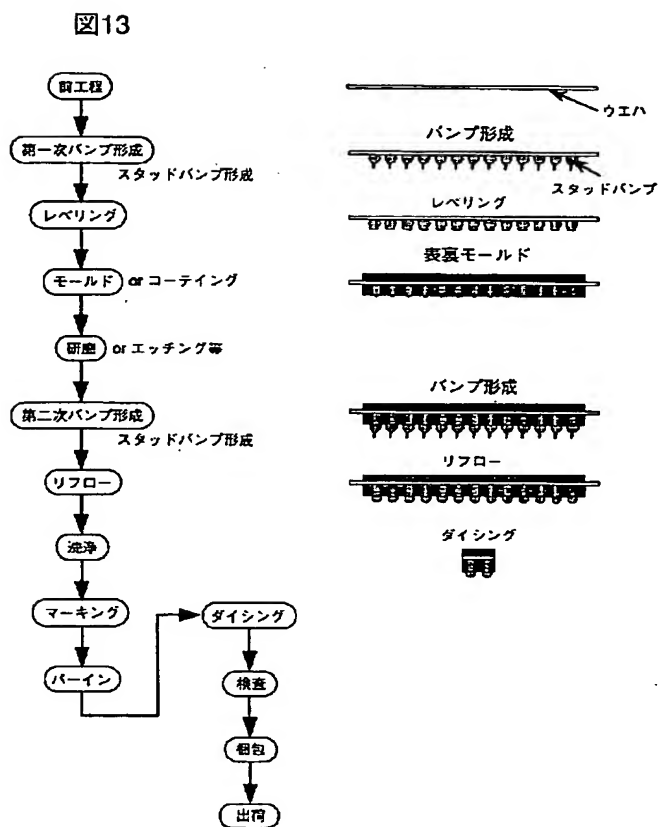 図13
前工程
第一次バンプ形成
スタッドバンプ形成
レベリング
モールド or コーテイング
研磨 or エッチング等
第二次バンプ形成
スタッドバンプ形成
リフロー
洗浄
マーキング
バーイン
ダイシング
検査
梱包
出荷
ウエハ
バンプ形成
スタッドバンプ
レベリング
表裏モールド
バンプ形成
リフロー
ダイシング